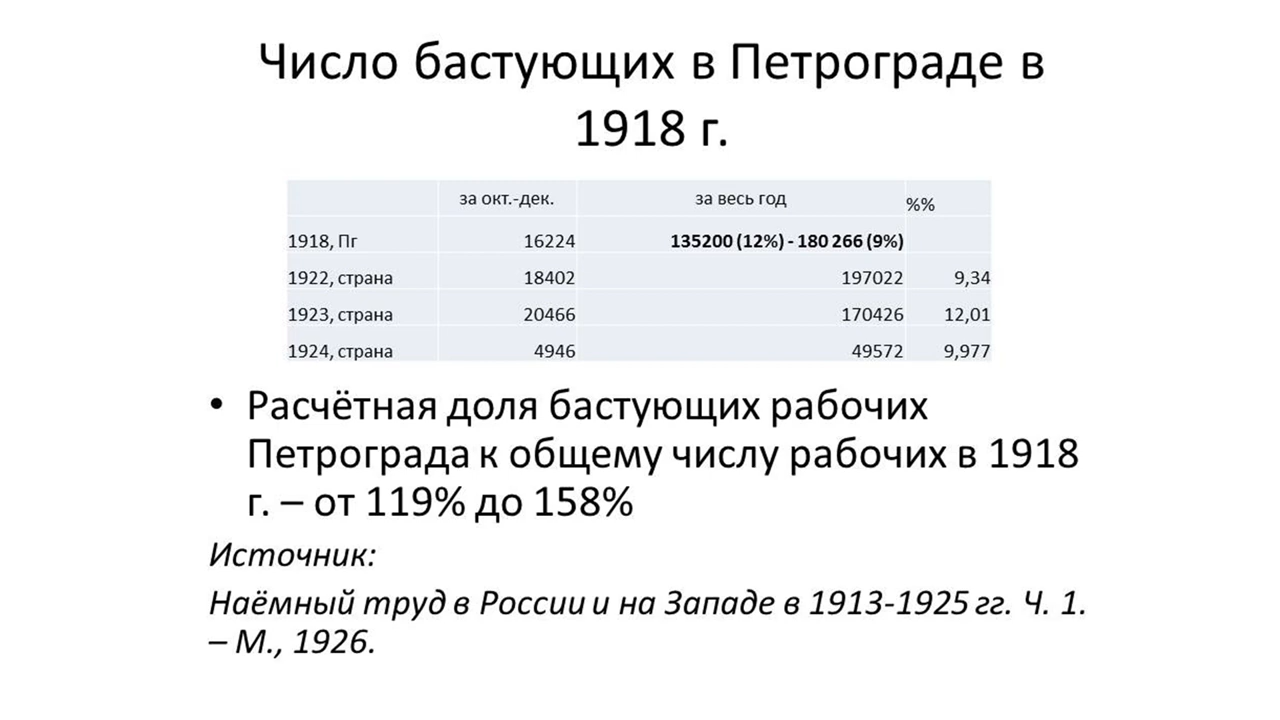 Число бастующих в Петрограде в
1918 г.
за окт.-дек. за весь год %%
1918, Пг 16224 135200 (12%) - 180 266 (9%)
1922, страна 18402 197022 9,34
1923, страна 20466 170426 12,01
1924, страна 4946 49572 9,977
• Расчётная доля бастующих рабочих
Петрограда к общему числу рабочих в 1918
г. – от 119% до 158%
Источник:
Наёмный труд в России и на Западе в 1913-1925 гг. Ч. 1.
– М., 1926.